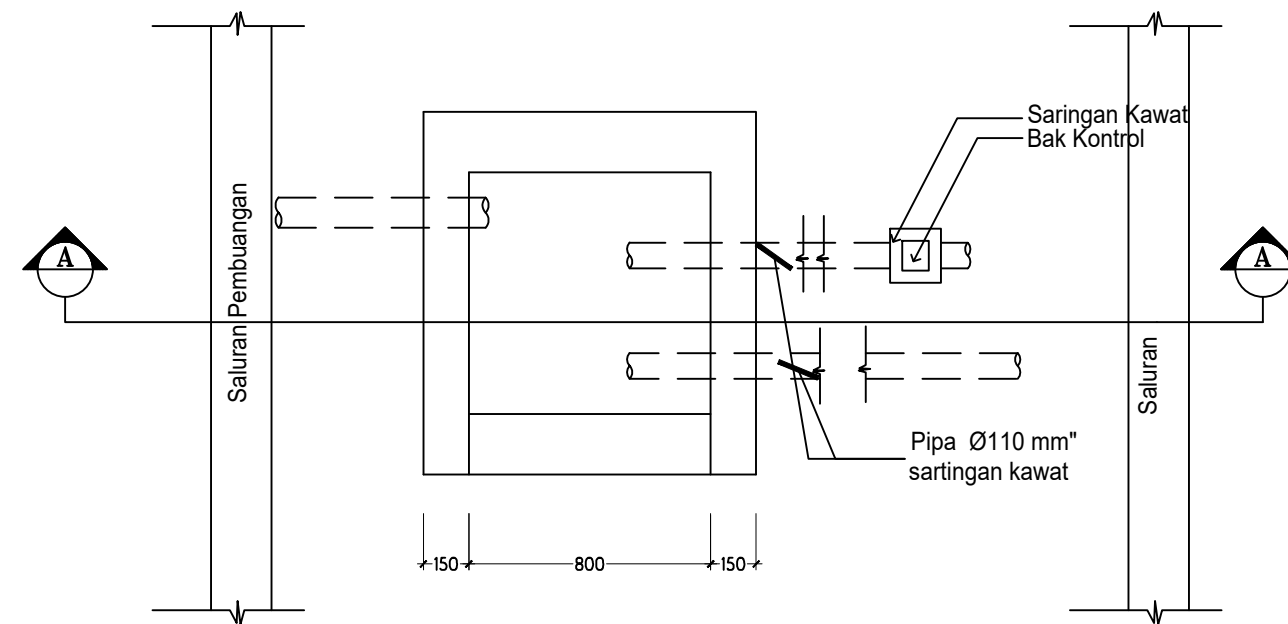 Saringan Kawat
Bak Kontrol
Saluran Pembuangan
A
A
Saluran
Pipa Ø110 mm"
sartingan kawat
150
800
150